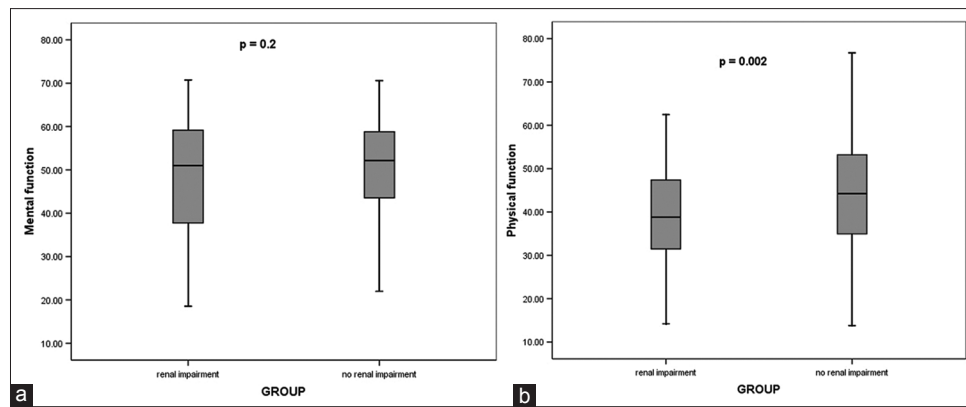 p = 0.2
80.00
70.00
60.00
50.00
40.00
30.00
20.00
10.00
Mental function
renal impairment
no renal impairment
GROUP
a
p = 0.002
80.00
70.00
60.00
50.00
40.00
30.00
20.00
10.00
Physical function
renal impairment
no renal impairment
GROUP
b